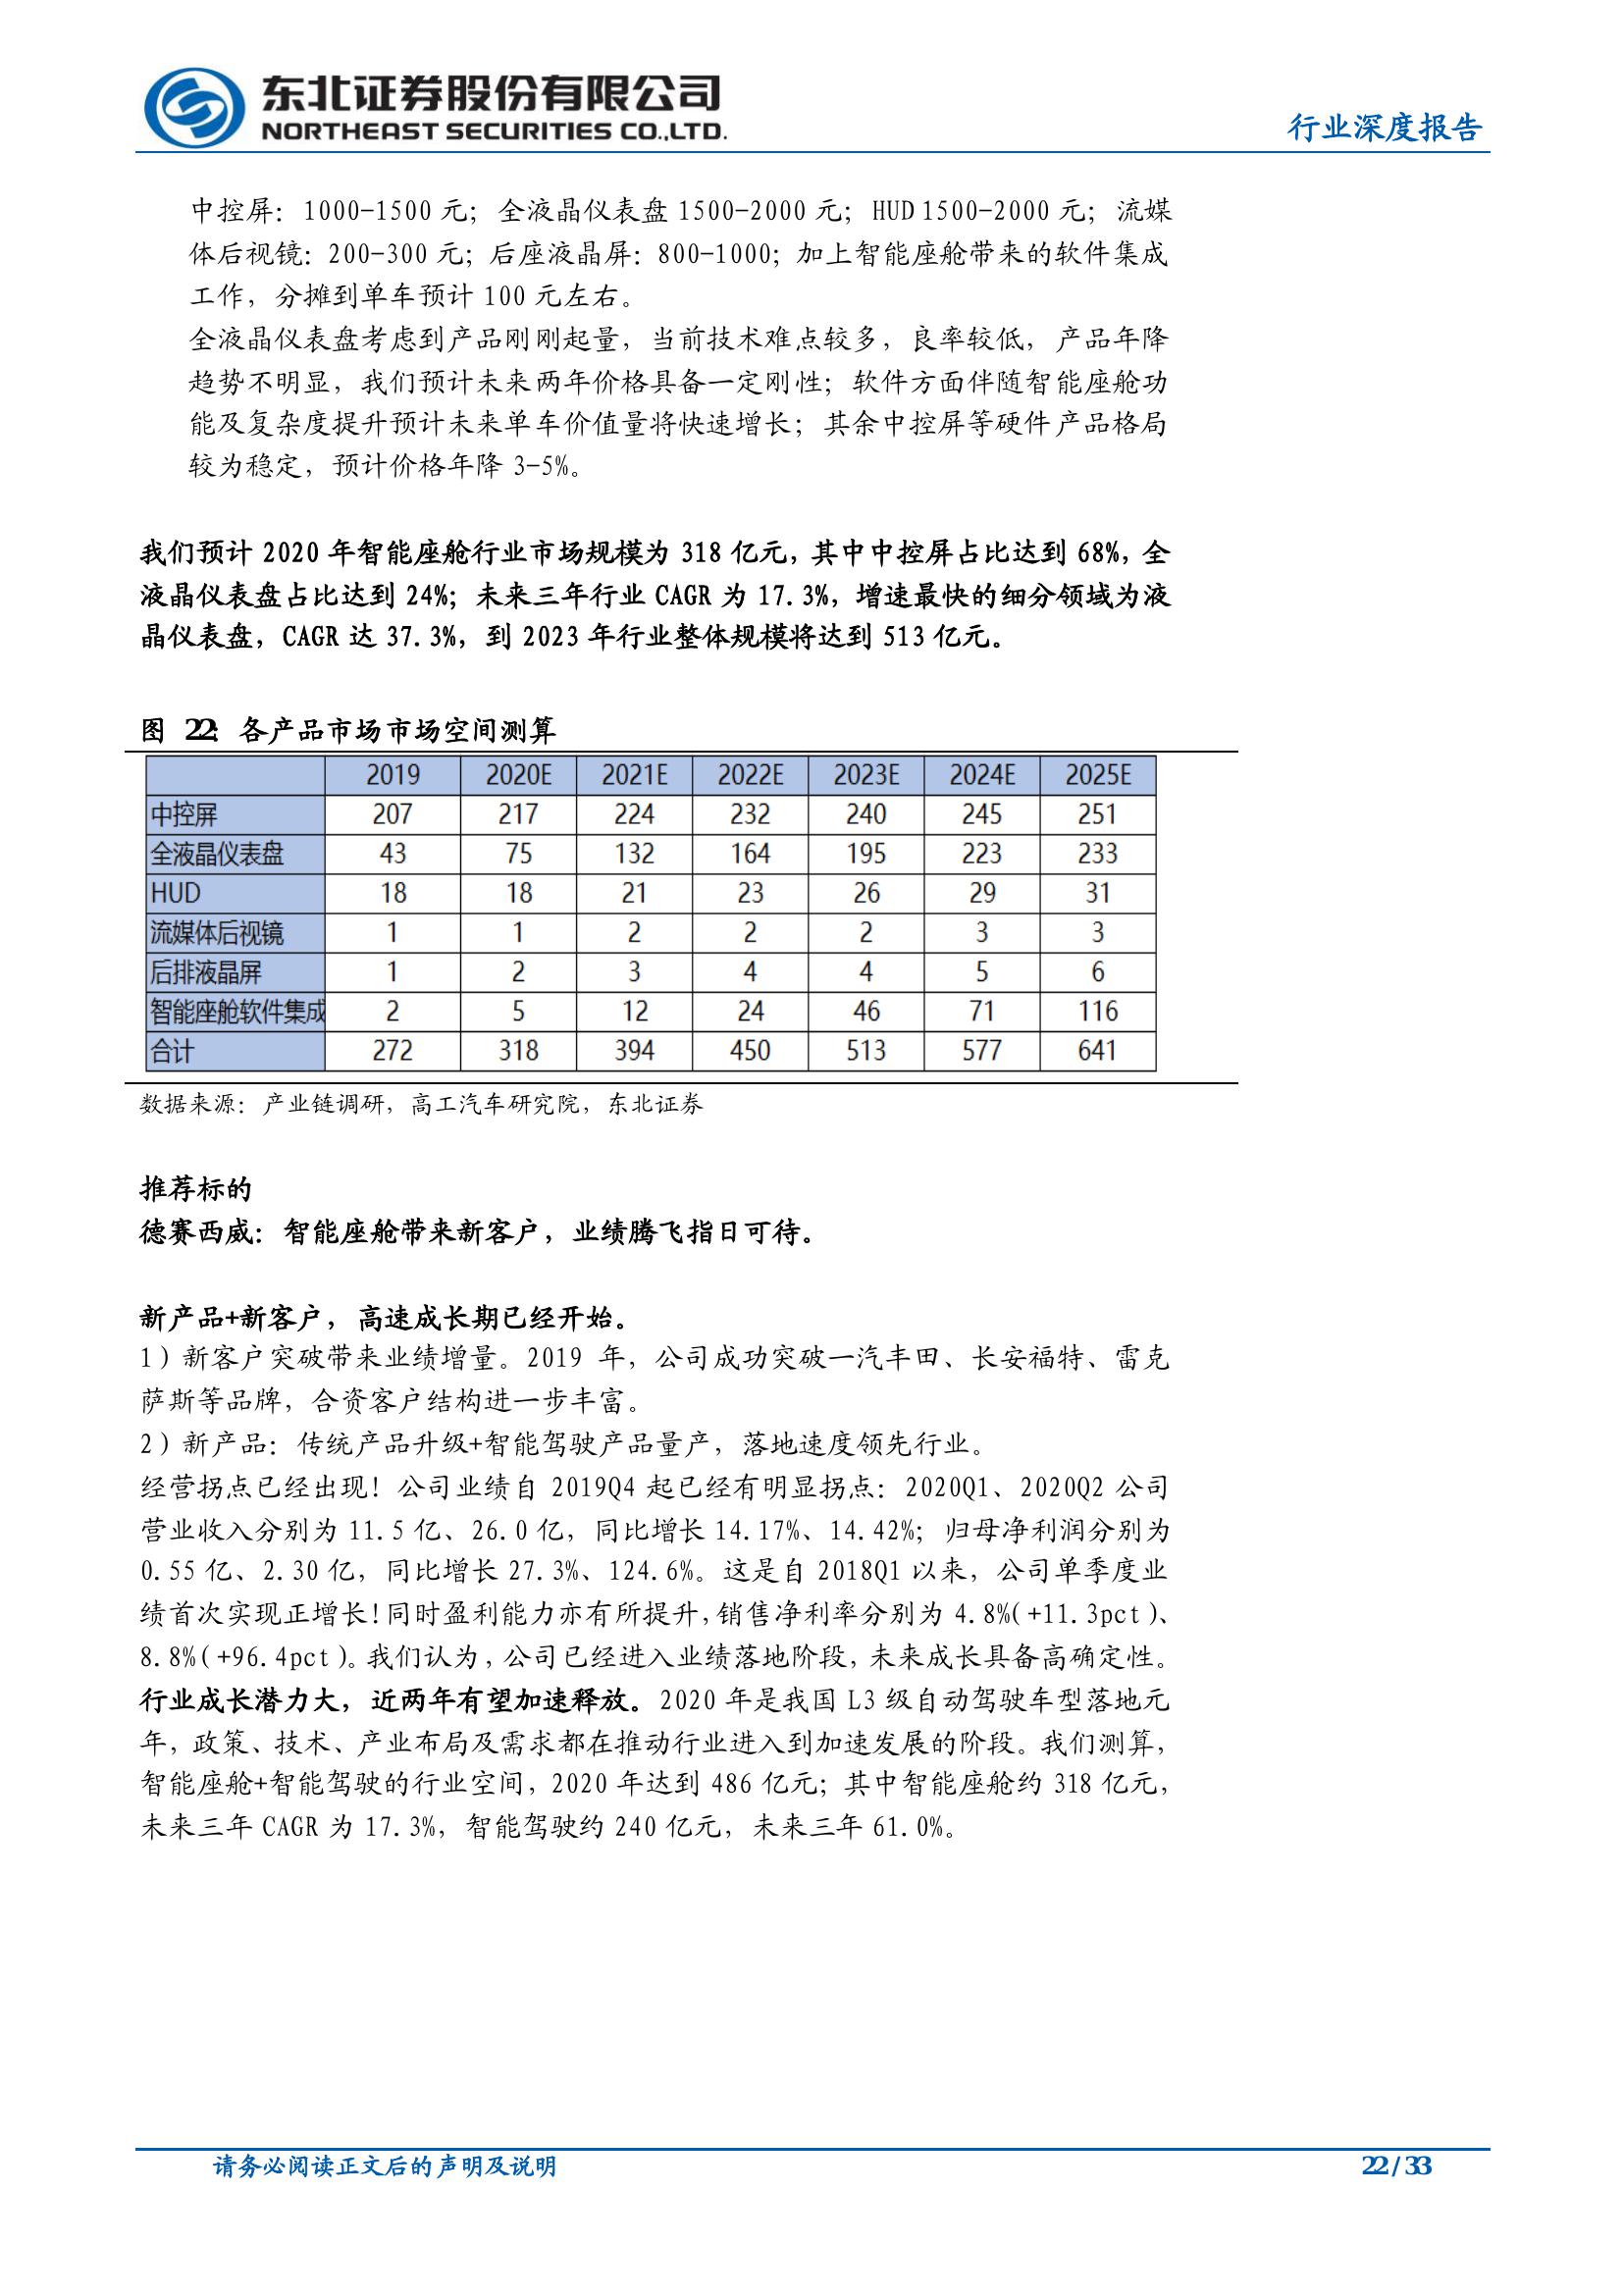 东北证券股份有限公司
NORTHEAST SECURITIES CO.,LTD.
行业深度报告
中控屏：1000-1500 元；全液晶仪表盘 1500-2000 元；HUD 1500-2000 元；流媒
体后视镜：200-300 元；后座液晶屏：800-1000；加上智能座舱带来的软件集成
工作，分摊到单车预计 100 元左右。
全液晶仪表盘考虑到产品刚刚起量，当前技术难点较多，良率较低，产品年降
趋势不明显，我们预计未来两年价格具备一定刚性；软件方面伴随智能座舱功
能及复杂度提升预计未来单车价值量将快速增长；其余中控屏等硬件产品格局
较为稳定，预计价格年降 3-5%。
我们预计 2020 年智能座舱行业市场规模为 318 亿元，其中中控屏占比达到 68%，全
液晶仪表盘占比达到 24%；未来三年行业 CAGR 为 17.3%，增速最快的细分领域为液
晶仪表盘，CAGR 达 37.3%，到 2023 年行业整体规模将达到 513 亿元。
图 22：各产品市场市场空间测算
2019 2020E 2021E 2022E 2023E 2024E 2025E
中控屏 207 217 224 232 240 245 251
全液晶仪表盘 43 75 132 164 195 223 233
HUD 18 18 21 23 26 29 31
流媒体后视镜 1 1 2 2 2 3 3
后排液晶屏 1 2 3 4 4 5 6
智能座舱软件集成 2 5 12 24 46 71 116
合计 272 318 394 450 513 577 641
数据来源：产业链调研，高工汽车研究院，东北证券
推荐标的
德赛西威：智能座舱带来新客户，业绩腾飞指日可待。
新产品+新客户，高速成长期已经开始。
1）新客户突破带来业绩增量。2019 年，公司成功突破一汽丰田、长安福特、雷克
萨斯等品牌，合资客户结构进一步丰富。
2）新产品：传统产品升级+智能驾驶产品量产，落地速度领先行业。
经营拐点已经出现！公司业绩自 2019Q4 起已经有明显拐点：2020Q1、2020Q2 公司
营业收入分别为 11.5 亿、26.0 亿，同比增长 14.17%、14.42%；归母净利润分别为
0.55 亿、2.30 亿，同比增长 27.3%、124.6%。这是自 2018Q1 以来，公司单季度业
绩首次实现正增长！同时盈利能力亦有所提升，销售净利率分别为 4.8%(+11.3pct)、
8.8%(+96.4pct)。我们认为，公司已经进入业绩落地阶段，未来成长具备高确定性。
行业成长潜力大，近两年有望加速释放。2020 年是我国 L3 级自动驾驶车型落地元
年，政策、技术、产业布局及需求都在推动行业进入到加速发展的阶段。我们测算，
智能座舱+智能驾驶的行业空间，2020 年达到 486 亿元；其中智能座舱约 318 亿元，
未来三年 CAGR 为 17.3%，智能驾驶约 240 亿元，未来三年 61.0%。
请务必阅读正文后的声明及说明
22 / 33